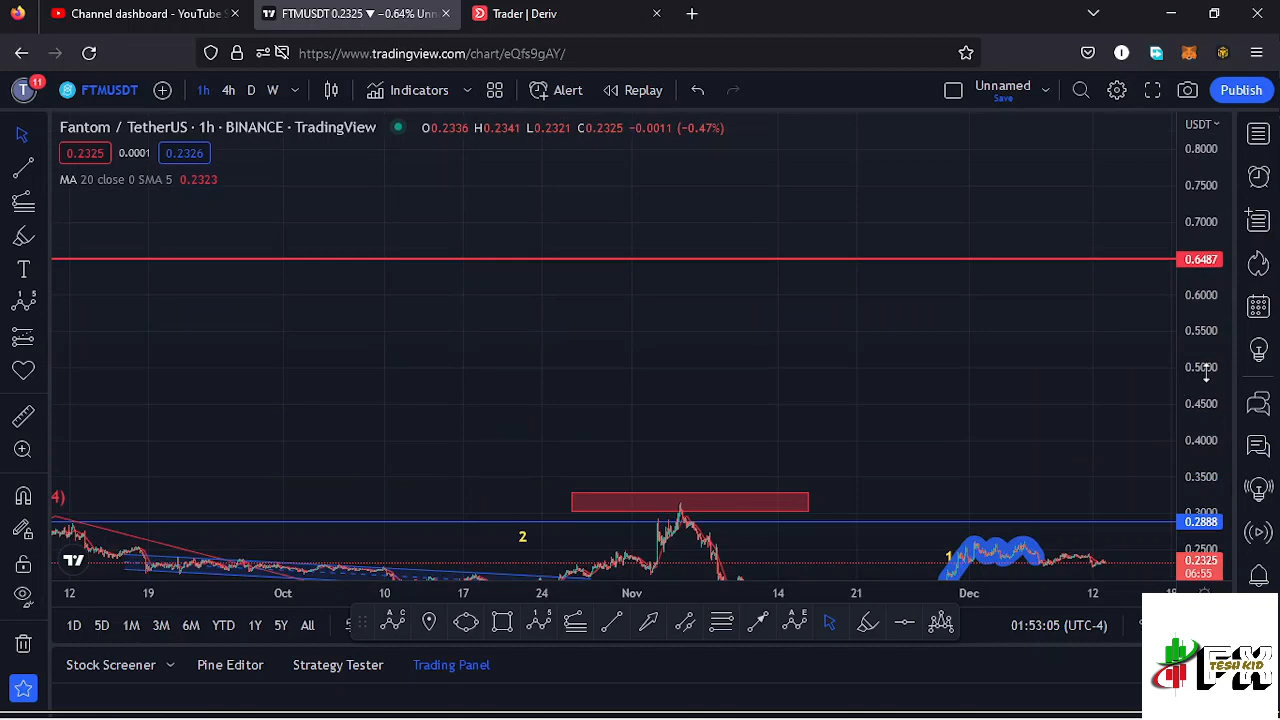 Channel dashboard - YouTube S
FTMUSDT 0.2325 ▼ −0.64% Unn
Trader | Deriv
https://www.tradingview.com/chart/eQfs9gAY/
T 11 FTMUSDT 1h 4h D W Indicators Alert Replay Unnamed Save Publish
Fantom / TetherUS · 1h · BINANCE · TradingView O0.2336 H0.2341 L0.2321 C0.2325 −0.0011 (−0.47%)
USDT
0.2325 0.0001 0.2326
MA 20 close 0 SMA 5 0.2323
0.8000
0.7500
0.7000
0.6487
0.6000
0.5500
0.5000
0.4500
0.4000
0.3500
4)
0.3000
0.2888
2
1
0.2500
0.2325
06:55
12 19 Oct 10 17 24 Nov 14 21 Dec 12
1D 5D 1M 3M 6M YTD 1Y 5Y All 01:53:05 (UTC-4)
Stock Screener Pine Editor Strategy Tester Trading Panel
FX
TESH KID